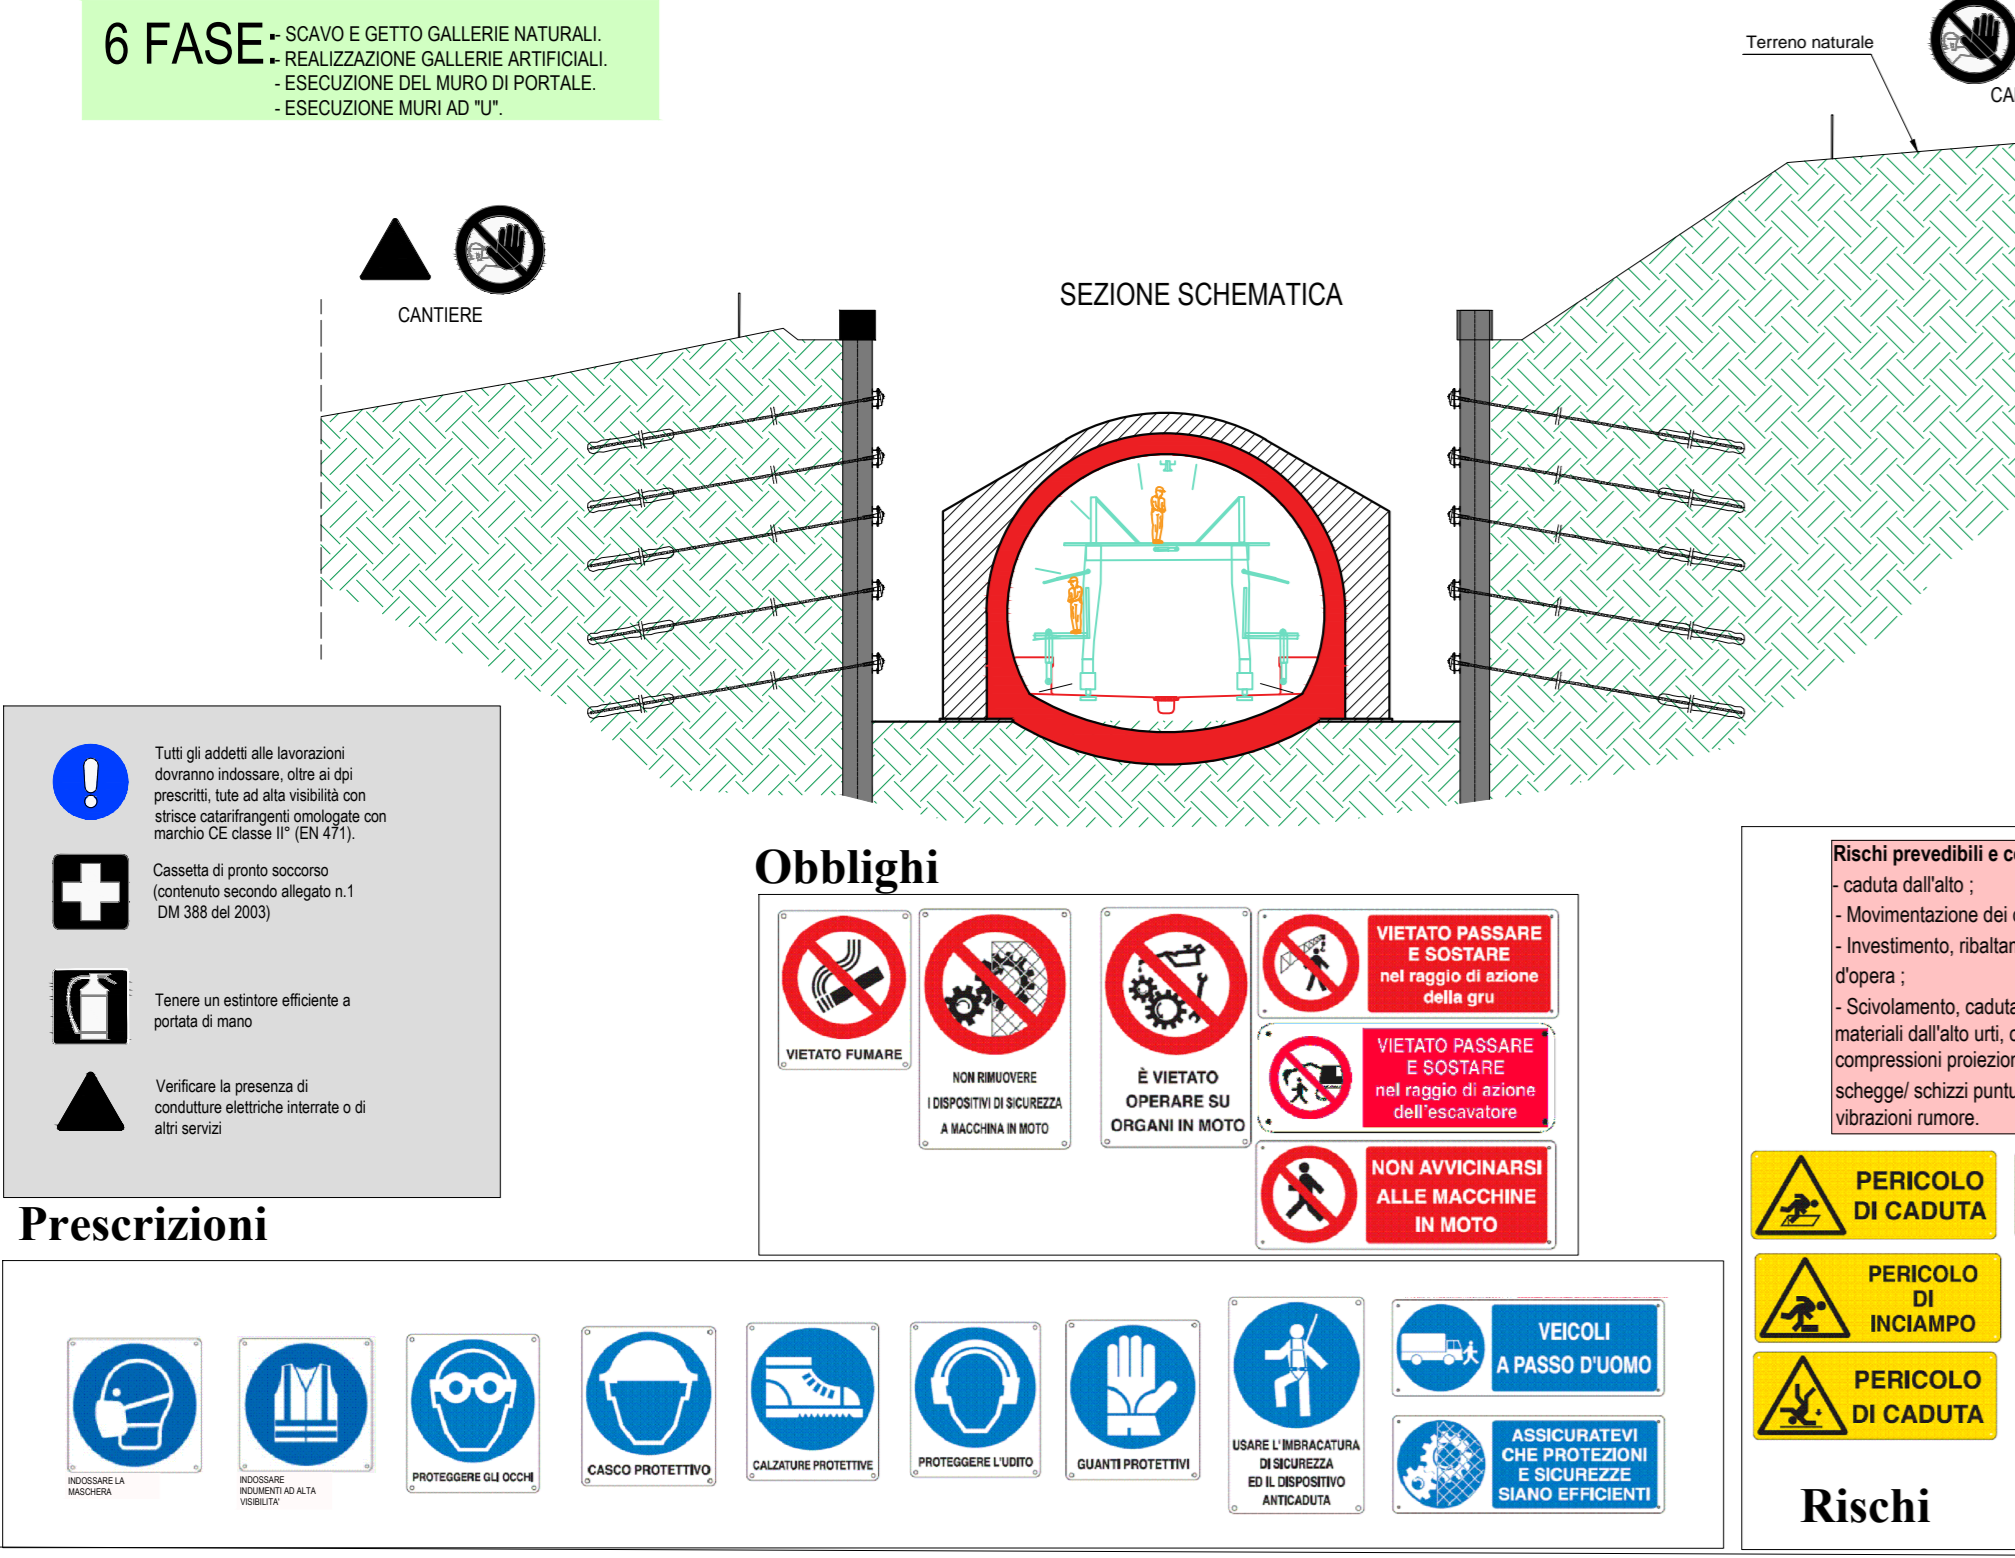 6 FASE:
- SCAVO E GETTO GALLERIE NATURALI.
- REALIZZAZIONE GALLERIE ARTIFICIALI.
- ESECUZIONE DEL MURO DI PORTALE.
- ESECUZIONE MURI AD "U".
Terreno naturale
CANTIERE
SEZIONE SCHEMATICA
Tutti gli addetti alle lavorazioni
dovranno indossare, oltre ai dpi
prescritti, tute ad alta visibilità con
strisce catarifrangenti omologate con
marchio CE classe II° (EN 471).
Cassetta di pronto soccorso
(contenuto secondo allegato n.1
DM 388 del 2003)
Tenere un estintore efficiente a
portata di mano
Verificare la presenza di
condutture elettriche interrate o di
altri servizi
Prescrizioni
Obblighi
VIETATO FUMARE
NON RIMUOVERE
I DISPOSITIVI DI SICUREZZA
A MACCHINA IN MOTO
È VIETATO
OPERARE SU
ORGANI IN MOTO
VIETATO PASSARE
E SOSTARE
nel raggio di azione
della gru
VIETATO PASSARE
E SOSTARE
nel raggio di azione
dell'escavatore
NON AVVICINARSI
ALLE MACCHINE
IN MOTO
Rischi prevedibili e
- caduta dall'alto ;
- Movimentazione dei
- Investimento,
d'opera ;
- Scivolamento,
materiali dall'alto urti,
compressioni
schegge/ schizzi
vibrazioni rumore.
PERICOLO
DI CADUTA
PERICOLO
DI
INCIAMPO
PERICOLO
DI CADUTA
Rischi
INDOSSARE LA
MASCHERA
INDOSSARE
INDUMENTI AD ALTA
VISIBILITA'
PROTEGGERE GLI OCCHI
CASCO PROTETTIVO
CALZATURE PROTETTIVE
PROTEGGERE L'UDITO
GUANTI PROTETTIVI
USARE L'IMBRACATURA
DI SICUREZZA
ED IL DISPOSITIVO
ANTICADUTA
VEICOLI
A PASSO D'UOMO
ASSICURATEVI
CHE PROTEZIONI
E SICUREZZE
SIANO EFFICIENTI